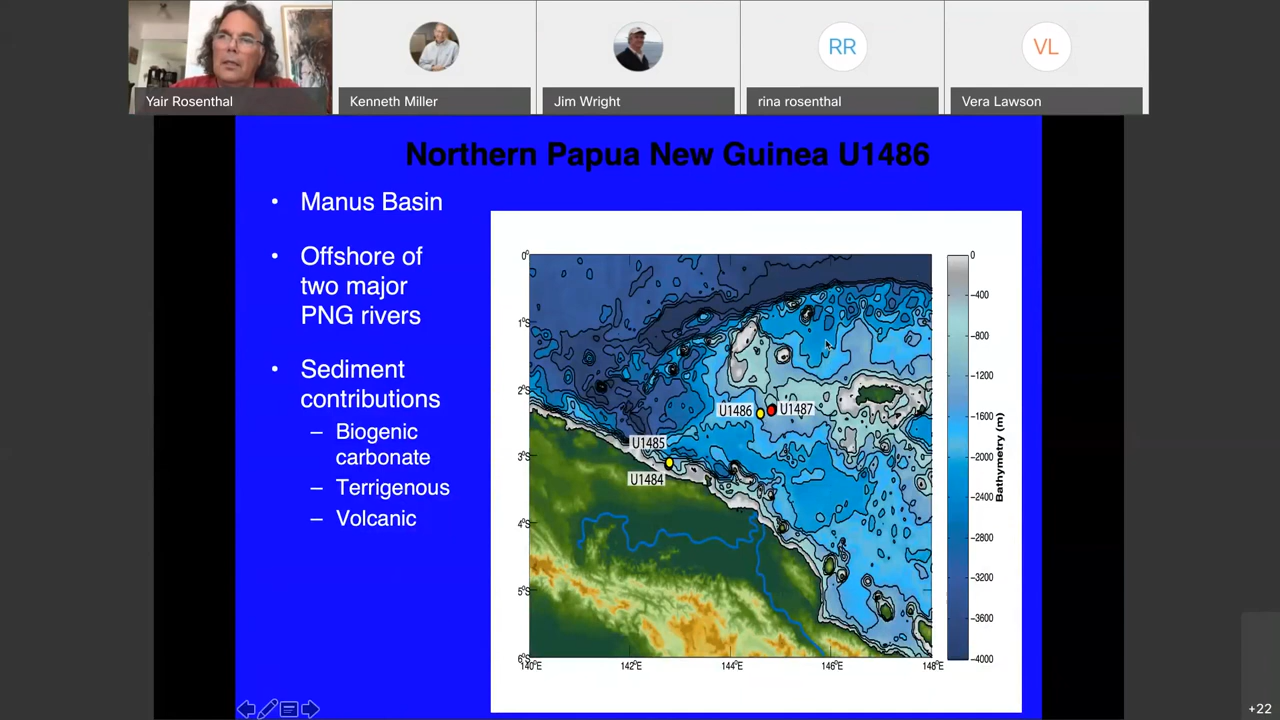 RR
VL
Yair Rosenthal
Kenneth Miller
Jim Wright
rina rosenthal
Vera Lawson
Northern Papua New Guinea U1486
• Manus Basin
• Offshore of
two major
PNG rivers
• Sediment
contributions
– Biogenic
carbonate
– Terrigenous
– Volcanic
0°
1°S
2°S
3°S
4°S
5°S
6°S
140°E
142°E
144°E
146°E
148°E
U1486
U1487
U1485
U1484
0
-400
-800
-1200
-1600
-2000
-2400
-2800
-3200
-3600
-4000
Bathymetry (m)
+22